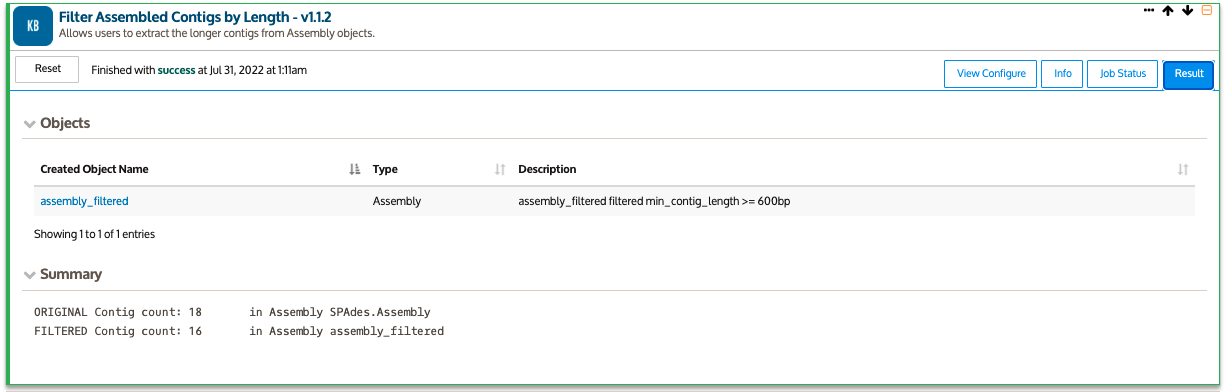 KB
Filter Assembled Contigs by Length - v1.1.2
Allows users to extract the longer contigs from Assembly objects.
Reset Finished with success at Jul 31, 2022 at 1:11am View Configure Info Job Status Result
Objects
Created Object Name Type Description
assembly_filtered Assembly assembly_filtered filtered min_contig_length >= 600bp
Showing 1 to 1 of 1 entries
Summary
ORIGINAL Contig count: 18 in Assembly SPAdes.Assembly
FILTERED Contig count: 16 in Assembly assembly_filtered